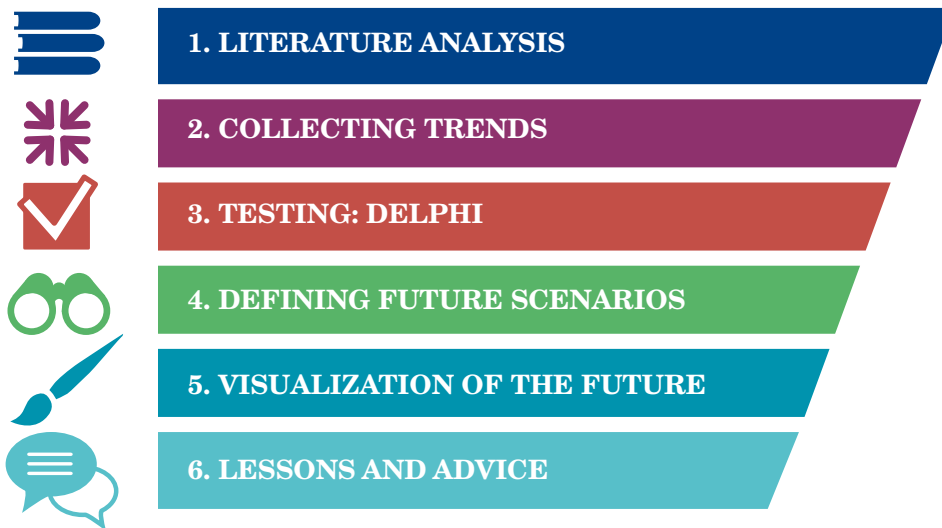 1. LITERATURE ANALYSIS
2. COLLECTING TRENDS
3. TESTING: DELPHI
4. DEFINING FUTURE SCENARIOS
5. VISUALIZATION OF THE FUTURE
6. LESSONS AND ADVICE